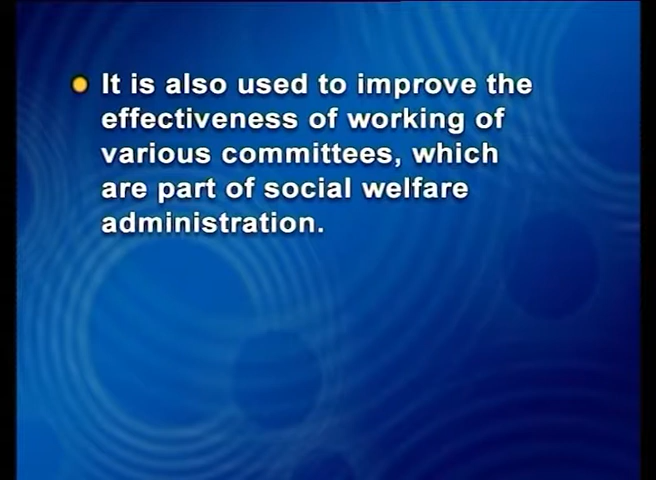 It is also used to improve the
effectiveness of working of
various committees, which
are part of social welfare
administration.